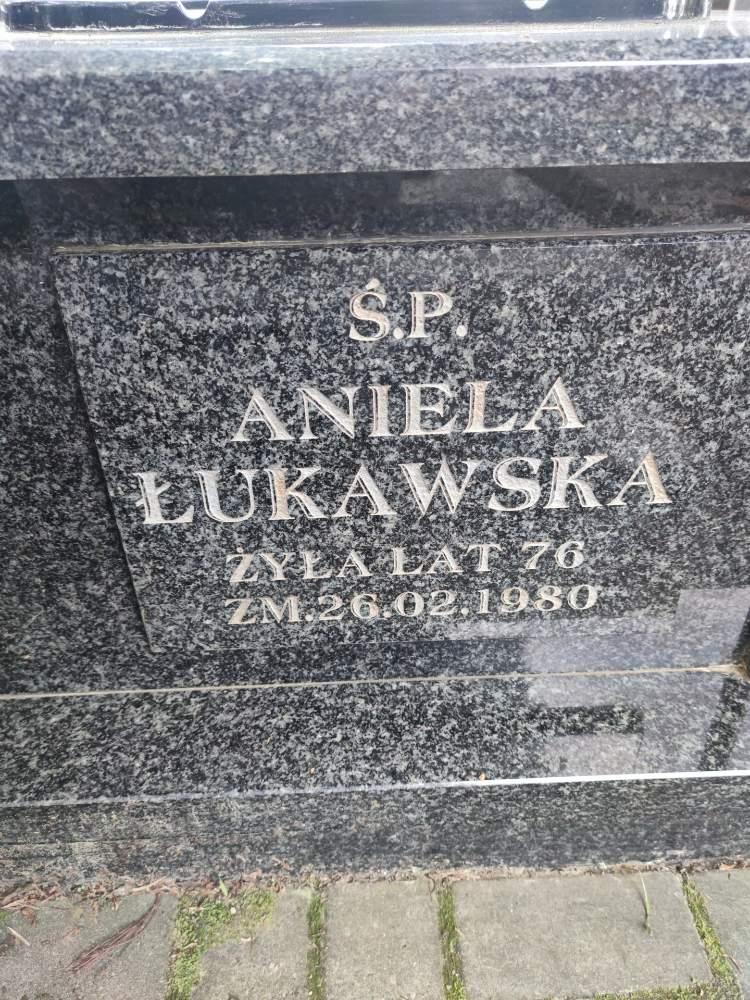 Ś.P.
ANIELA
ŁUKAWSKA
ŻYŁA LAT 76
ZM.26.02.1980